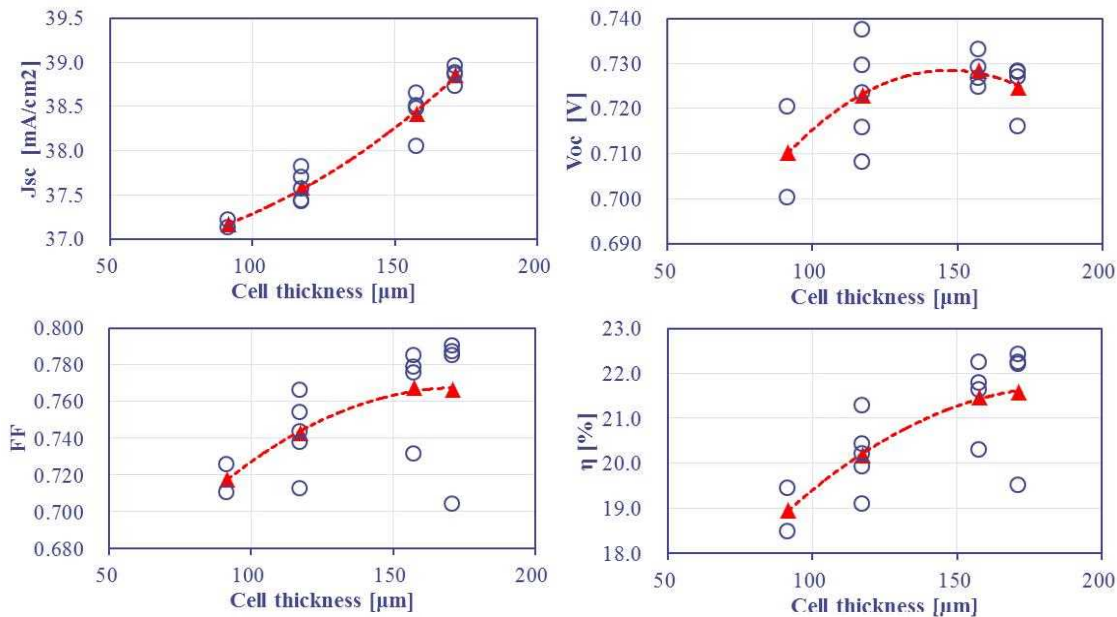 39.5
39.0
38.5
38.0
37.5
37.0
Jsc [mA/cm2]
50 100 150 200
Cell thickness [µm]
0.740
0.730
0.720
0.710
0.700
0.690
Voc [V]
50 100 150 200
Cell thickness [µm]
0.800
0.780
0.760
0.740
0.720
0.700
0.680
FF
50 100 150 200
Cell thickness [µm]
23.0
22.0
21.0
20.0
19.0
18.0
η [%]
50 100 150 200
Cell thickness [µm]